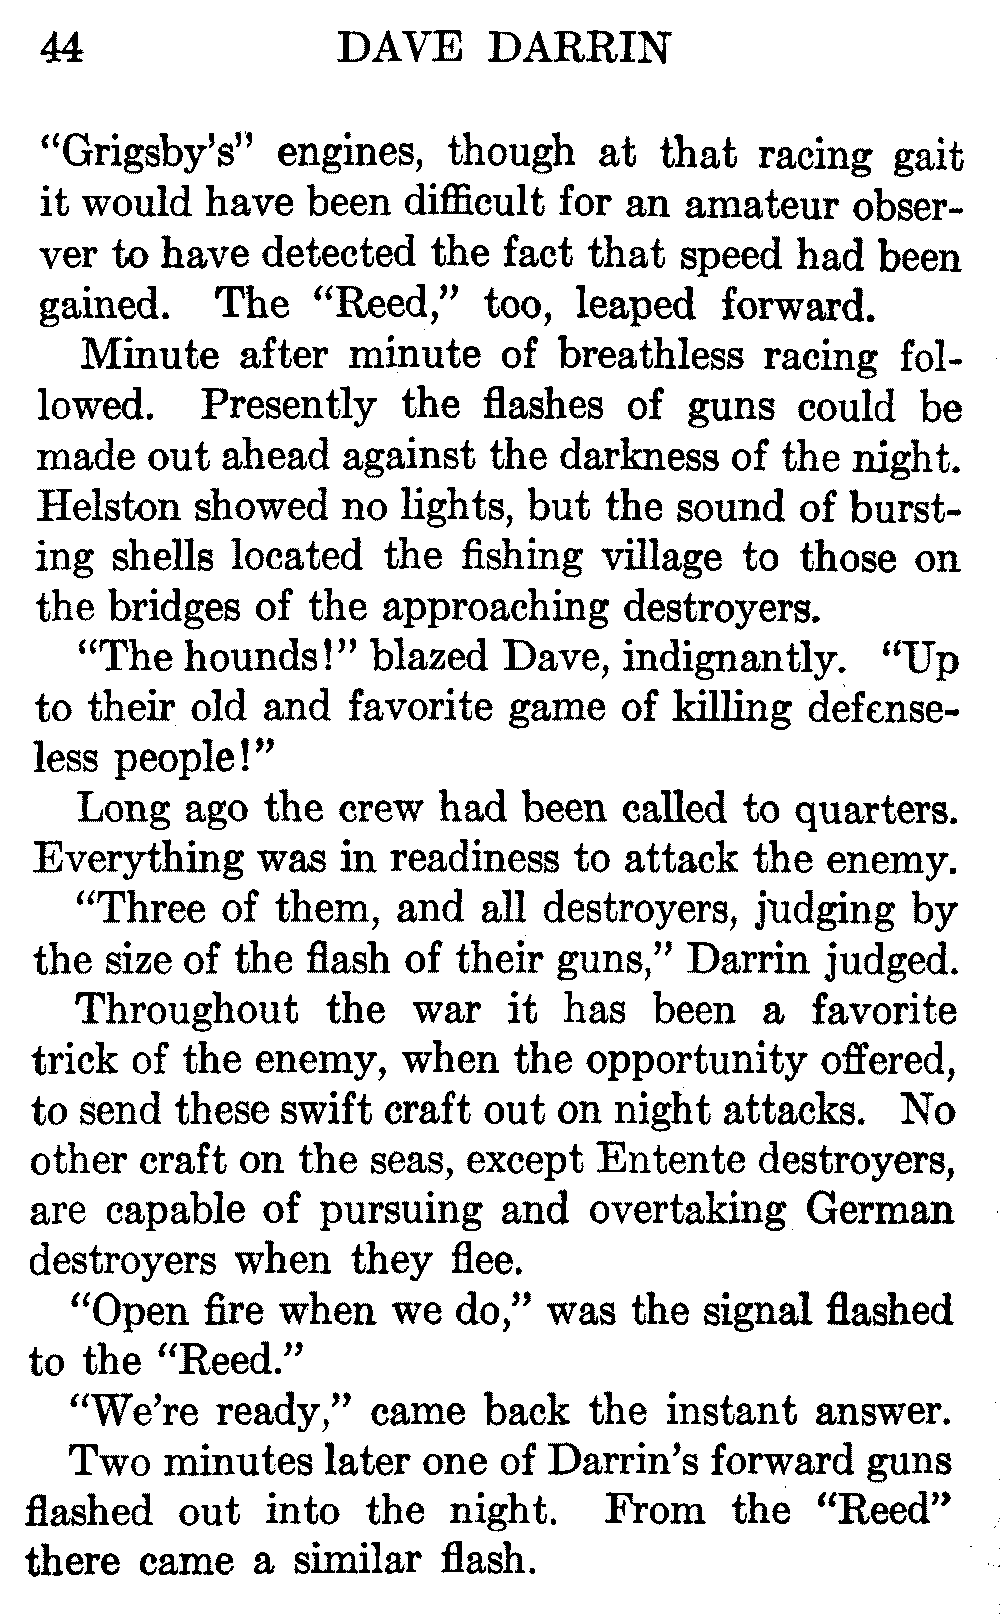 44 DAVE DARRIN
“Grigsby’s” engines, though at that racing gait
it would have been difficult for an amateur obser-
ver to have detected the fact that speed had been
gained. The “Reed,” too, leaped forward.
Minute after minute of breathless racing fol-
lowed. Presently the flashes of guns could be
made out ahead against the darkness of the night.
Helston showed no lights, but the sound of burst-
ing shells located the fishing village to those on
the bridges of the approaching destroyers.
“The hounds!” blazed Dave, indignantly. “Up
to their old and favorite game of killing defense-
less people!”
Long ago the crew had been called to quarters.
Everything was in readiness to attack the enemy.
“Three of them, and all destroyers, judging by
the size of the flash of their guns,” Darrin judged.
Throughout the war it has been a favorite
trick of the enemy, when the opportunity offered,
to send these swift craft out on night attacks. No
other craft on the seas, except Entente destroyers,
are capable of pursuing and overtaking German
destroyers when they flee.
“Open fire when we do,” was the signal flashed
to the “Reed.”
“We’re ready,” came back the instant answer.
Two minutes later one of Darrin’s forward guns
flashed out into the night. From the “Reed”
there came a similar flash.